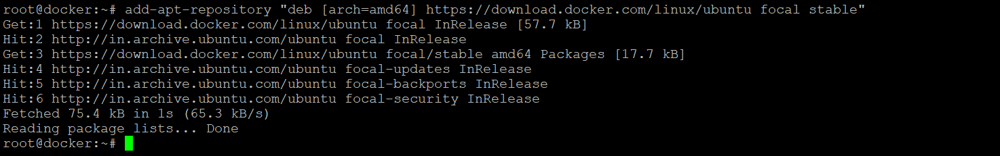 root@docker:~# add-apt-repository "deb [arch=amd64] https://download.docker.com/linux/ubuntu focal stable"
Get:1 https://download.docker.com/linux/ubuntu focal InRelease [57.7 kB]
Hit:2 http://in.archive.ubuntu.com/ubuntu focal InRelease
Get:3 https://download.docker.com/linux/ubuntu focal/stable amd64 Packages [17.7 kB]
Hit:4 http://in.archive.ubuntu.com/ubuntu focal-updates InRelease
Hit:5 http://in.archive.ubuntu.com/ubuntu focal-backports InRelease
Hit:6 http://in.archive.ubuntu.com/ubuntu focal-security InRelease
Fetched 75.4 kB in 1s (65.3 kB/s)
Reading package lists... Done
root@docker:~#